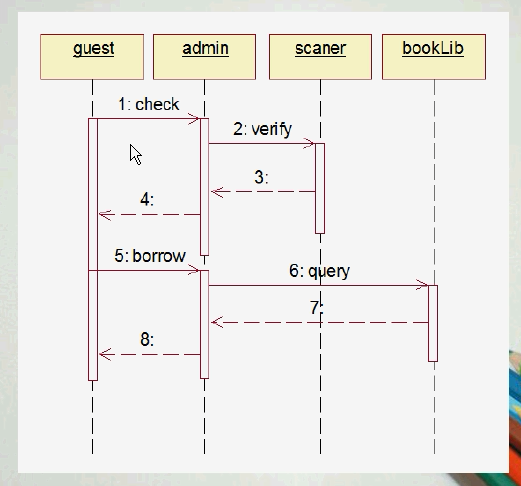 guest admin scaner bookLib
1: check
2: verify
3:
4:
5: borrow
6: query
7:
8: